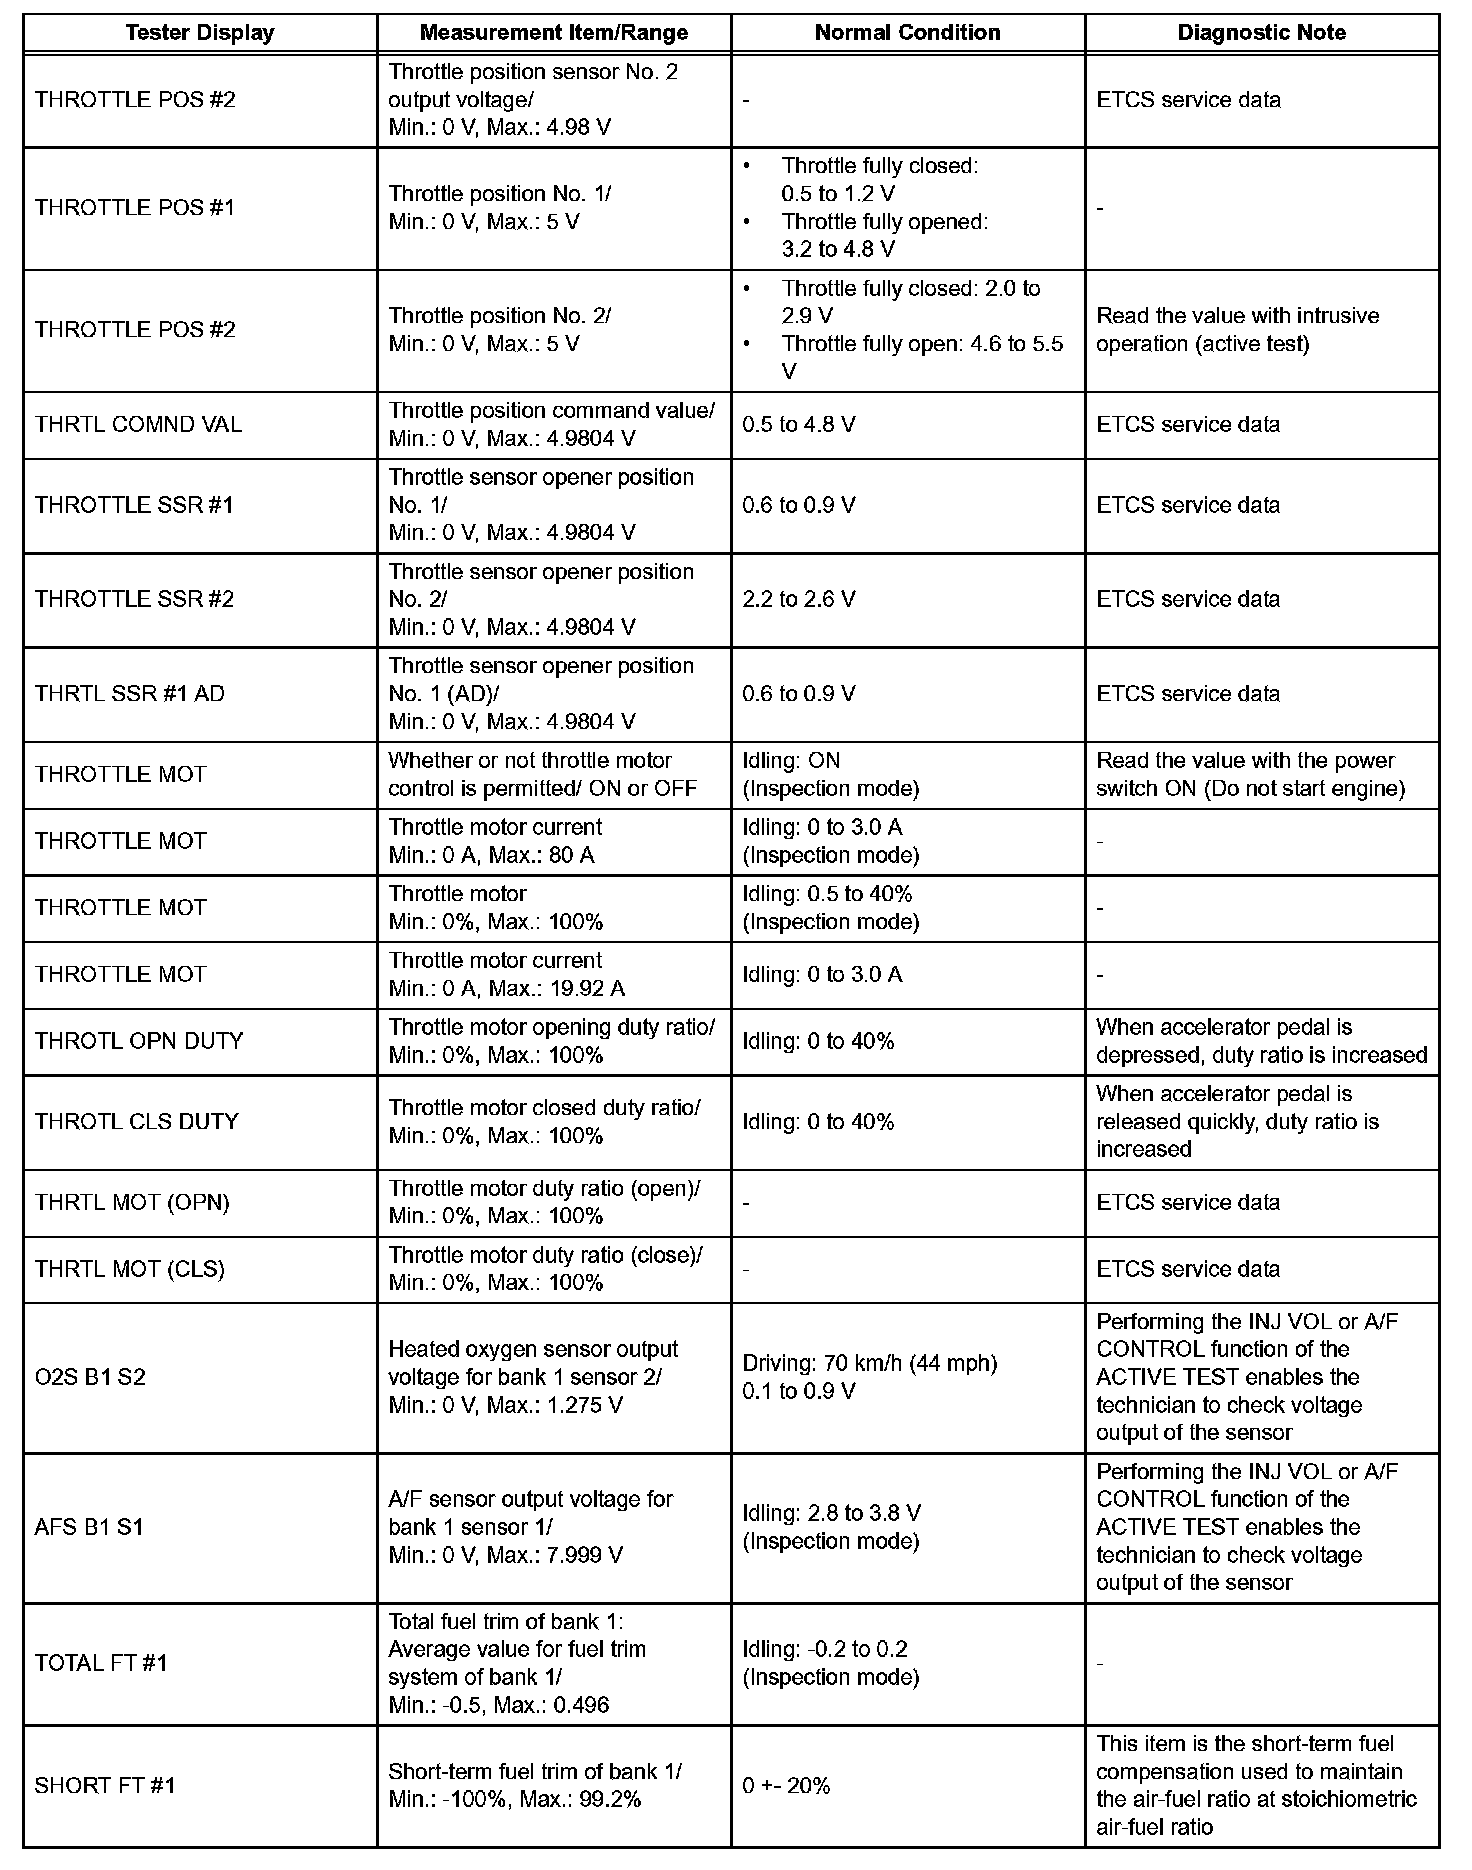 Tester Display
Measurement Item/Range
Normal Condition
Diagnostic Note
THROTTLE POS #2
Throttle position sensor No. 2
output voltage/
Min.: 0 V, Max.: 4.98 V
-
ETCS service data
THROTTLE POS #1
Throttle position No. 1/
Min.: 0 V, Max.: 5 V
• Throttle fully closed:
0.5 to 1.2 V
• Throttle fully opened:
3.2 to 4.8 V
-
THROTTLE POS #2
Throttle position No. 2/
Min.: 0 V, Max.: 5 V
• Throttle fully closed: 2.0 to
2.9 V
• Throttle fully open: 4.6 to 5.5
V
Read the value with intrusive
operation (active test)
THRTL COMND VAL
Throttle position command value/
Min.: 0 V, Max.: 4.9804 V
0.5 to 4.8 V
ETCS service data
THROTTLE SSR #1
Throttle sensor opener position
No. 1/
Min.: 0 V, Max.: 4.9804 V
0.6 to 0.9 V
ETCS service data
THROTTLE SSR #2
Throttle sensor opener position
No. 2/
Min.: 0 V, Max.: 4.9804 V
2.2 to 2.6 V
ETCS service data
THRTL SSR #1 AD
Throttle sensor opener position
No. 1 (AD)/
Min.: 0 V, Max.: 4.9804 V
0.6 to 0.9 V
ETCS service data
THROTTLE MOT
Whether or not throttle motor
control is permitted/ ON or OFF
Idling: ON
(Inspection mode)
Read the value with the power
switch ON (Do not start engine)
THROTTLE MOT
Throttle motor current
Min.: 0 A, Max.: 80 A
Idling: 0 to 3.0 A
(Inspection mode)
-
THROTTLE MOT
Throttle motor
Min.: 0%, Max.: 100%
Idling: 0.5 to 40%
(Inspection mode)
-
THROTTLE MOT
Throttle motor current
Min.: 0 A, Max.: 19.92 A
Idling: 0 to 3.0 A
-
THROTL OPN DUTY
Throttle motor opening duty ratio/
Min.: 0%, Max.: 100%
Idling: 0 to 40%
When accelerator pedal is
depressed, duty ratio is increased
THROTL CLS DUTY
Throttle motor closed duty ratio/
Min.: 0%, Max.: 100%
Idling: 0 to 40%
When accelerator pedal is
released quickly, duty ratio is
increased
THRTL MOT (OPN)
Throttle motor duty ratio (open)/
Min.: 0%, Max.: 100%
-
ETCS service data
THRTL MOT (CLS)
Throttle motor duty ratio (close)/
Min.: 0%, Max.: 100%
-
ETCS service data
O2S B1 S2
Heated oxygen sensor output
voltage for bank 1 sensor 2/
Min.: 0 V, Max.: 1.275 V
Driving: 70 km/h (44 mph)
0.1 to 0.9 V
Performing the INJ VOL or A/F
CONTROL function of the
ACTIVE TEST enables the
technician to check voltage
output of the sensor
AFS B1 S1
A/F sensor output voltage for
bank 1 sensor 1/
Min.: 0 V, Max.: 7.999 V
Idling: 2.8 to 3.8 V
(Inspection mode)
Performing the INJ VOL or A/F
CONTROL function of the
ACTIVE TEST enables the
technician to check voltage
output of the sensor
TOTAL FT #1
Total fuel trim of bank 1:
Average value for fuel trim
system of bank 1/
Min.: -0.5, Max.: 0.496
Idling: -0.2 to 0.2
(Inspection mode)
-
SHORT FT #1
Short-term fuel trim of bank 1/
Min.: -100%, Max.: 99.2%
0 +- 20%
This item is the short-term fuel
compensation used to maintain
the air-fuel ratio at stoichiometric
air-fuel ratio